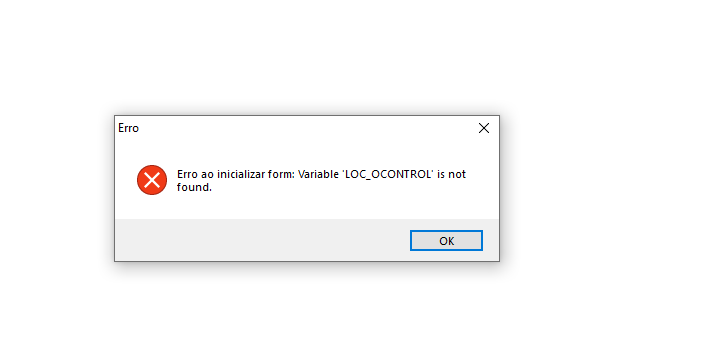 Erro
Erro ao inicializar form: Variable 'LOC_OCONTROL' is not
found.
OK